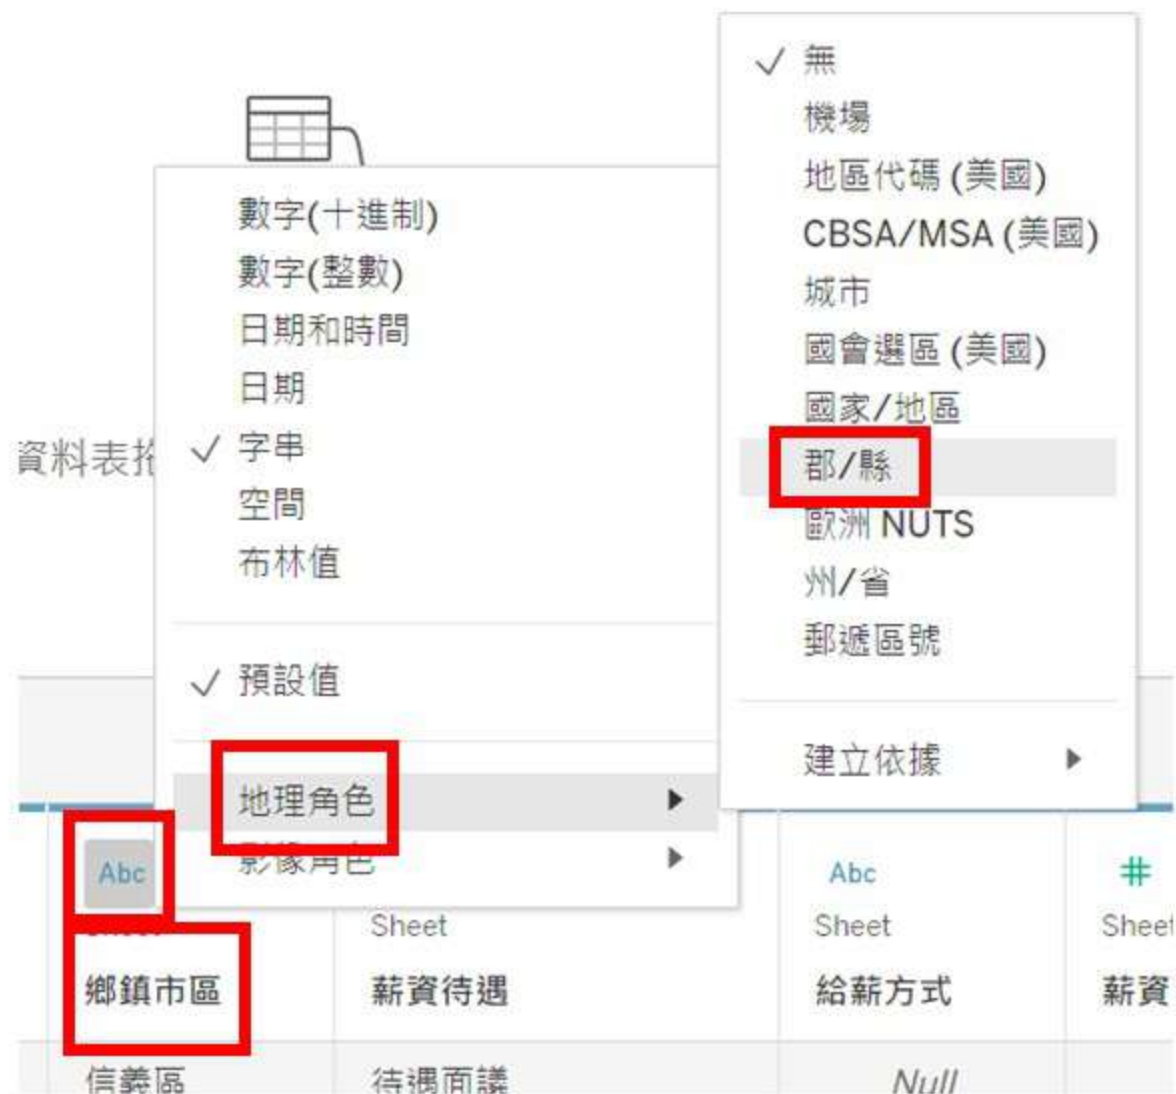 無
機場
地區代碼 (美國)
CBSA/MSA (美國)
城市
國會選區 (美國)
國家/地區
郡/縣
歐洲 NUTS
州/省
郵遞區號
建立依據
數字(十進制)
數字(整數)
日期和時間
日期
字串
空間
布林值
預設值
地理角色
影像角色
資料表拖
Abc
鄉鎮市區
信義區
Sheet
薪資待遇
待遇面議
Abc
Sheet
給薪方式
Null
Sheet
薪資